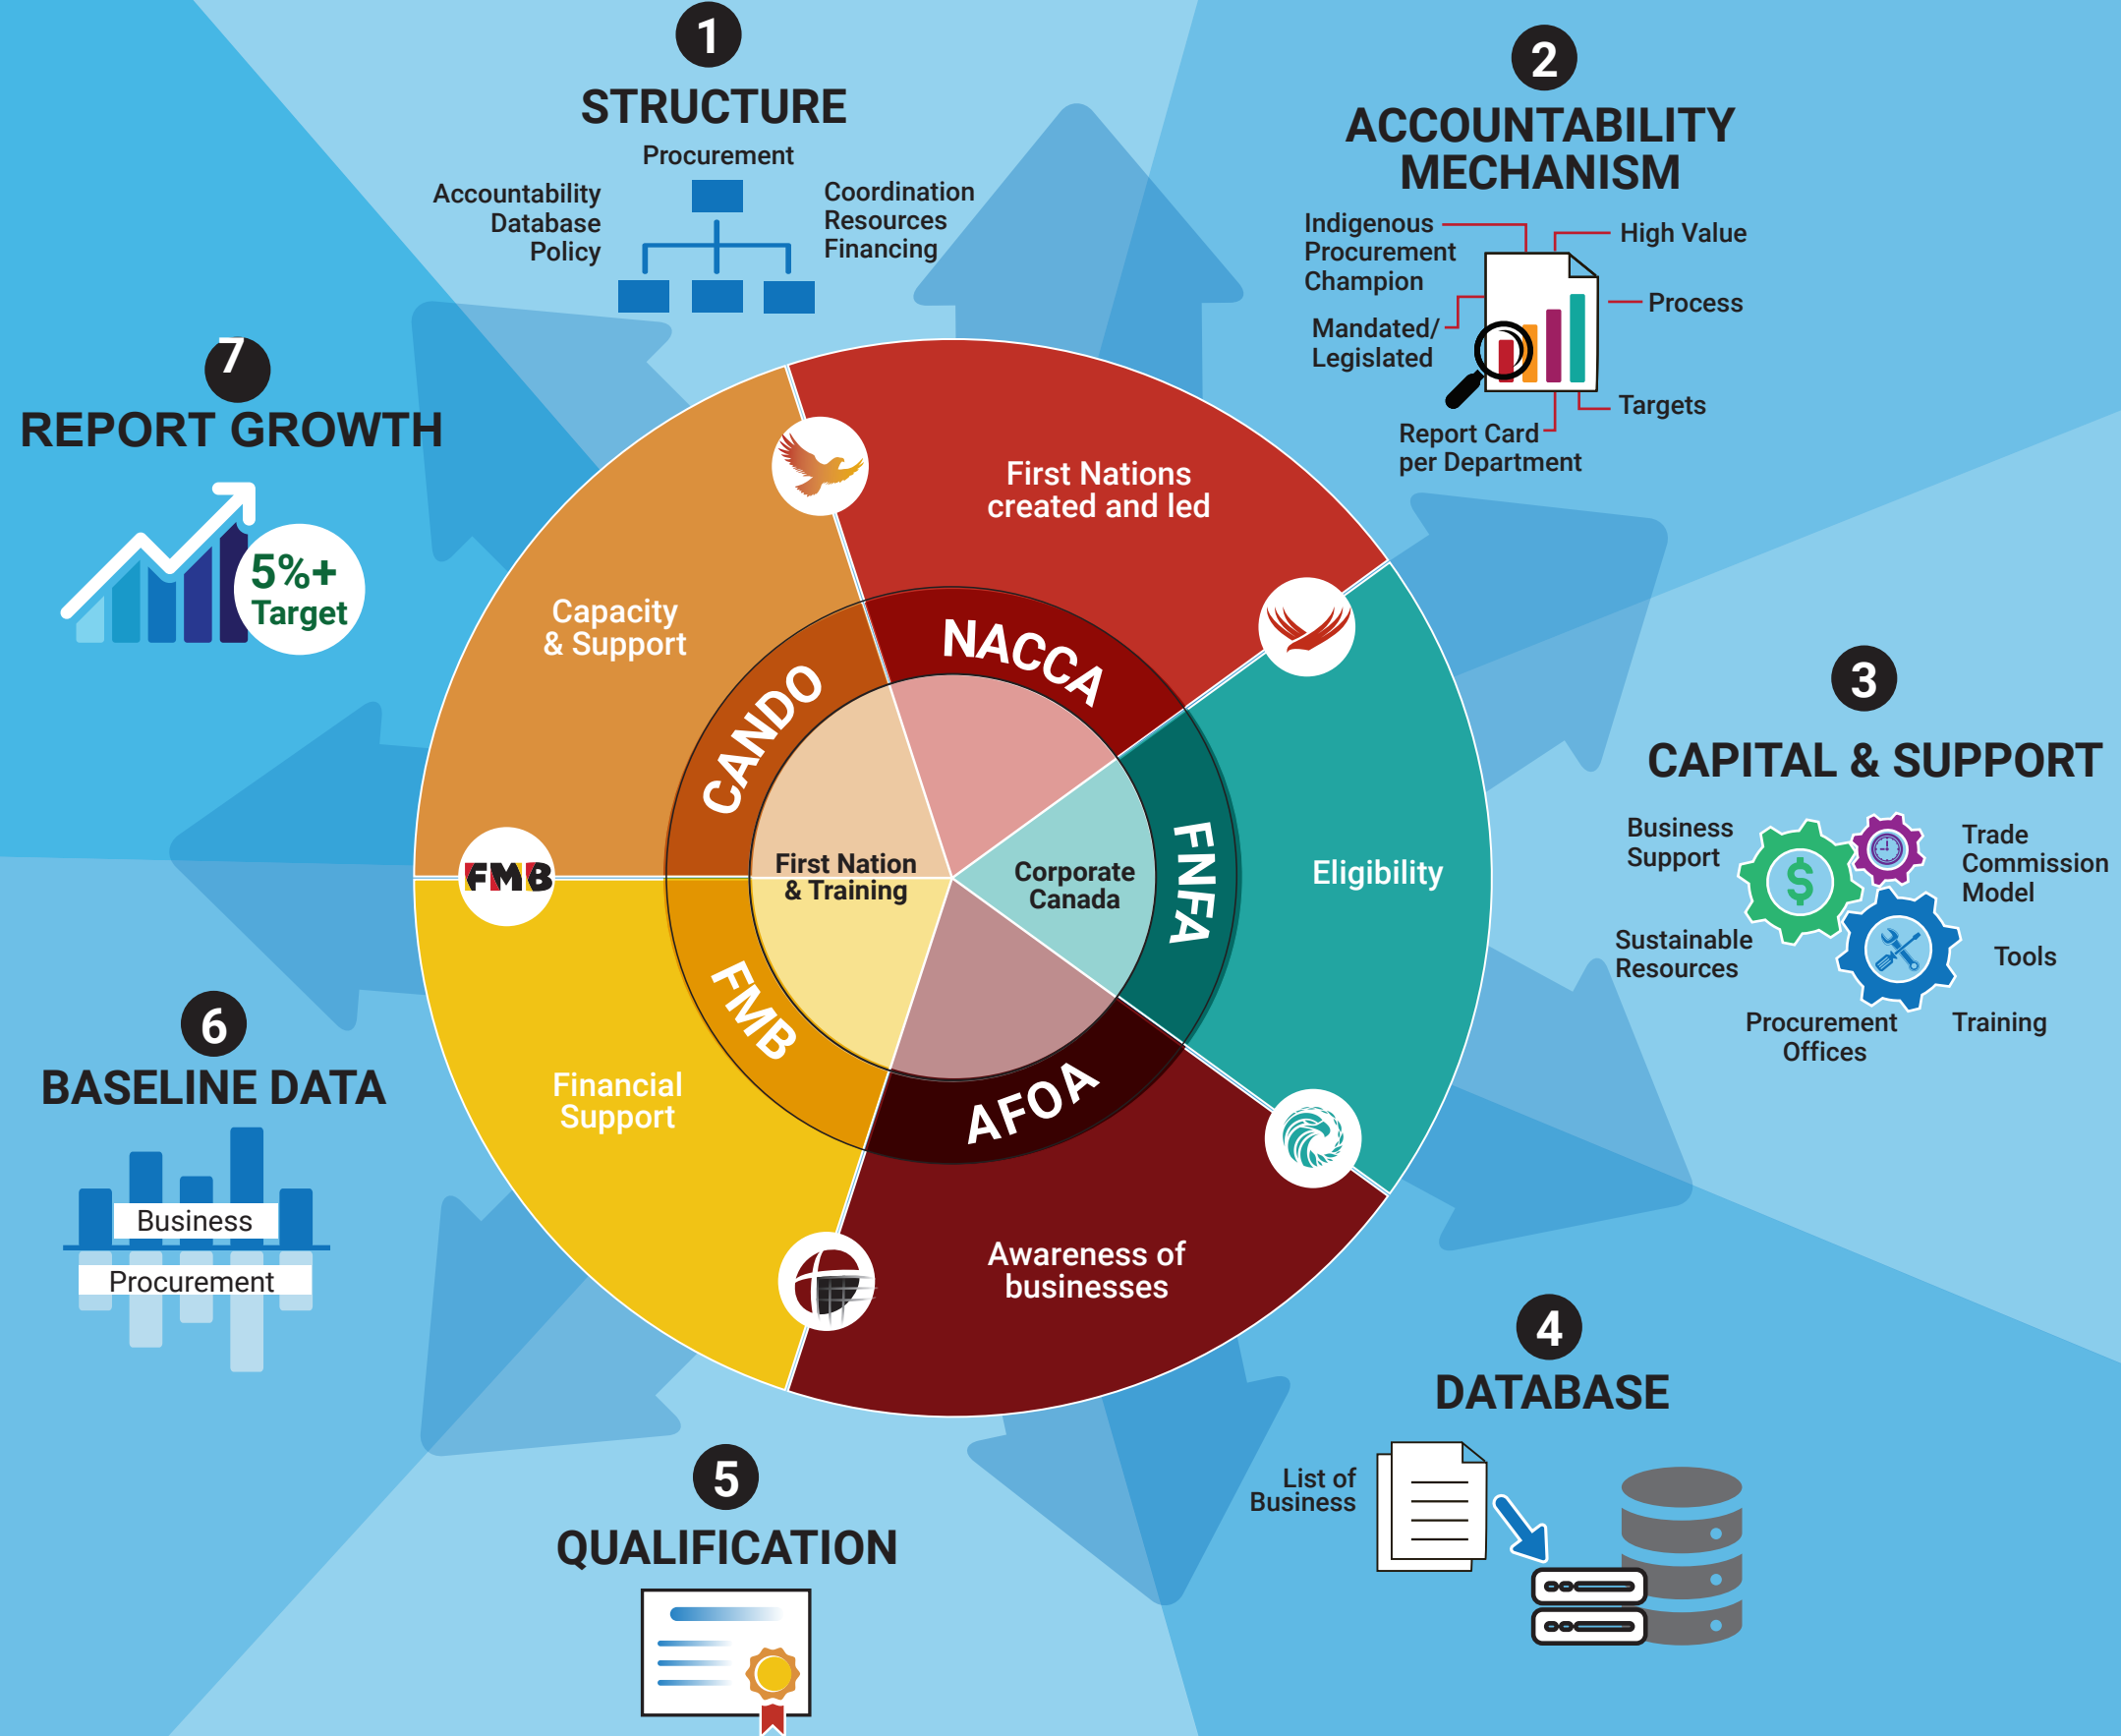 1
STRUCTURE
Procurement
Accountability
Database
Policy
Coordination
Resources
Financing
2
ACCOUNTABILITY
MECHANISM
Indigenous
Procurement
Champion
High Value
Mandated/
Legislated
Process
Targets
Report Card
per Department
3
CAPITAL & SUPPORT
Business
Support
Trade
Commission
Model
Sustainable
Resources
Tools
Procurement
Offices
Training
$
4
DATABASE
List of
Business
5
QUALIFICATION
6
BASELINE DATA
Business
Procurement
7
REPORT GROWTH
5%+
Target
First Nations
created and led
Eligibility
Awareness of
businesses
Financial
Support
Capacity
& Support
NACCA
FNFA
AFOA
FMB
CANDO
First Nation
& Training
Corporate
Canada
FMB